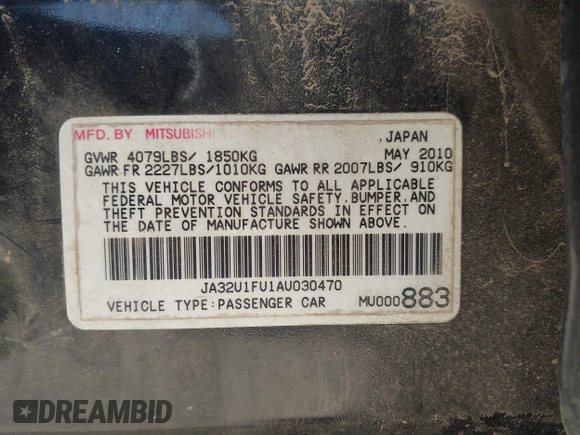 MFD. BY MITSUBISHI , JAPAN
GVWR 4079LBS/ 1850KG MAY 2010
GAWR FR 2227LBS/1010KG GAWR RR 2007LBS/ 910KG
THIS VEHICLE CONFORMS TO ALL APPLICABLE
FEDERAL MOTOR VEHICLE SAFETY,BUMPER,AND
THEFT PREVENTION STANDARDS IN EFFECT ON
THE DATE OF MANUFACTURE SHOWN ABOVE.
JA32U1FU1AU030470
VEHICLE TYPE:PASSENGER CAR MU000883
DREAMBID